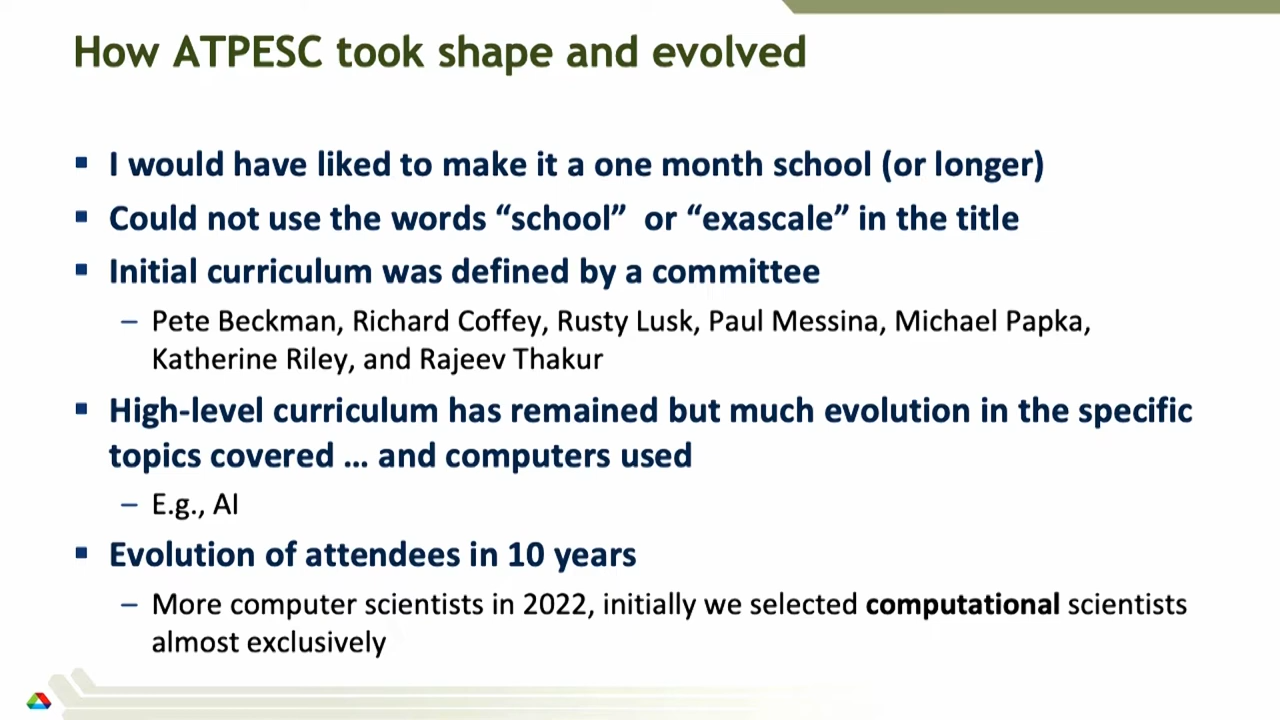 How ATPESC took shape and evolved
▪ I would have liked to make it a one month school (or longer)
▪ Could not use the words “school”  or “exascale” in the title
▪ Initial curriculum was defined by a committee
– Pete Beckman, Richard Coffey, Rusty Lusk, Paul Messina, Michael Papka,
Katherine Riley, and Rajeev Thakur
▪ High-level curriculum has remained but much evolution in the specific
topics covered … and computers used
– E.g., AI
▪ Evolution of attendees in 10 years
– More computer scientists in 2022, initially we selected computational scientists
almost exclusively